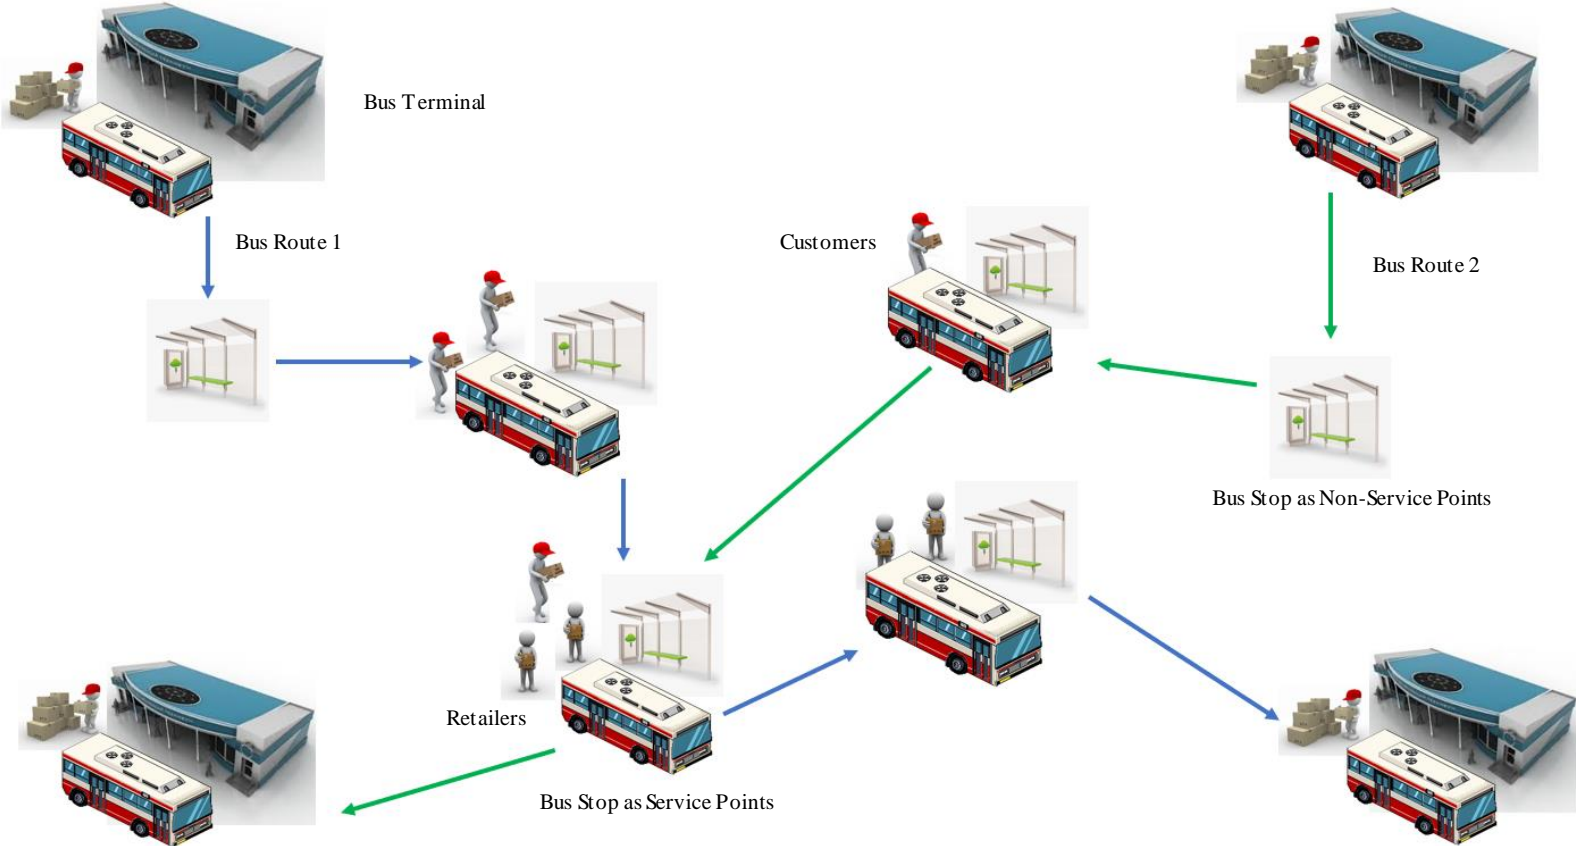 Bus Terminal
Bus Route 1
Customers
Bus Route 2
Bus Stop as Non-Service Points
Retailers
Bus Stop as Service Points